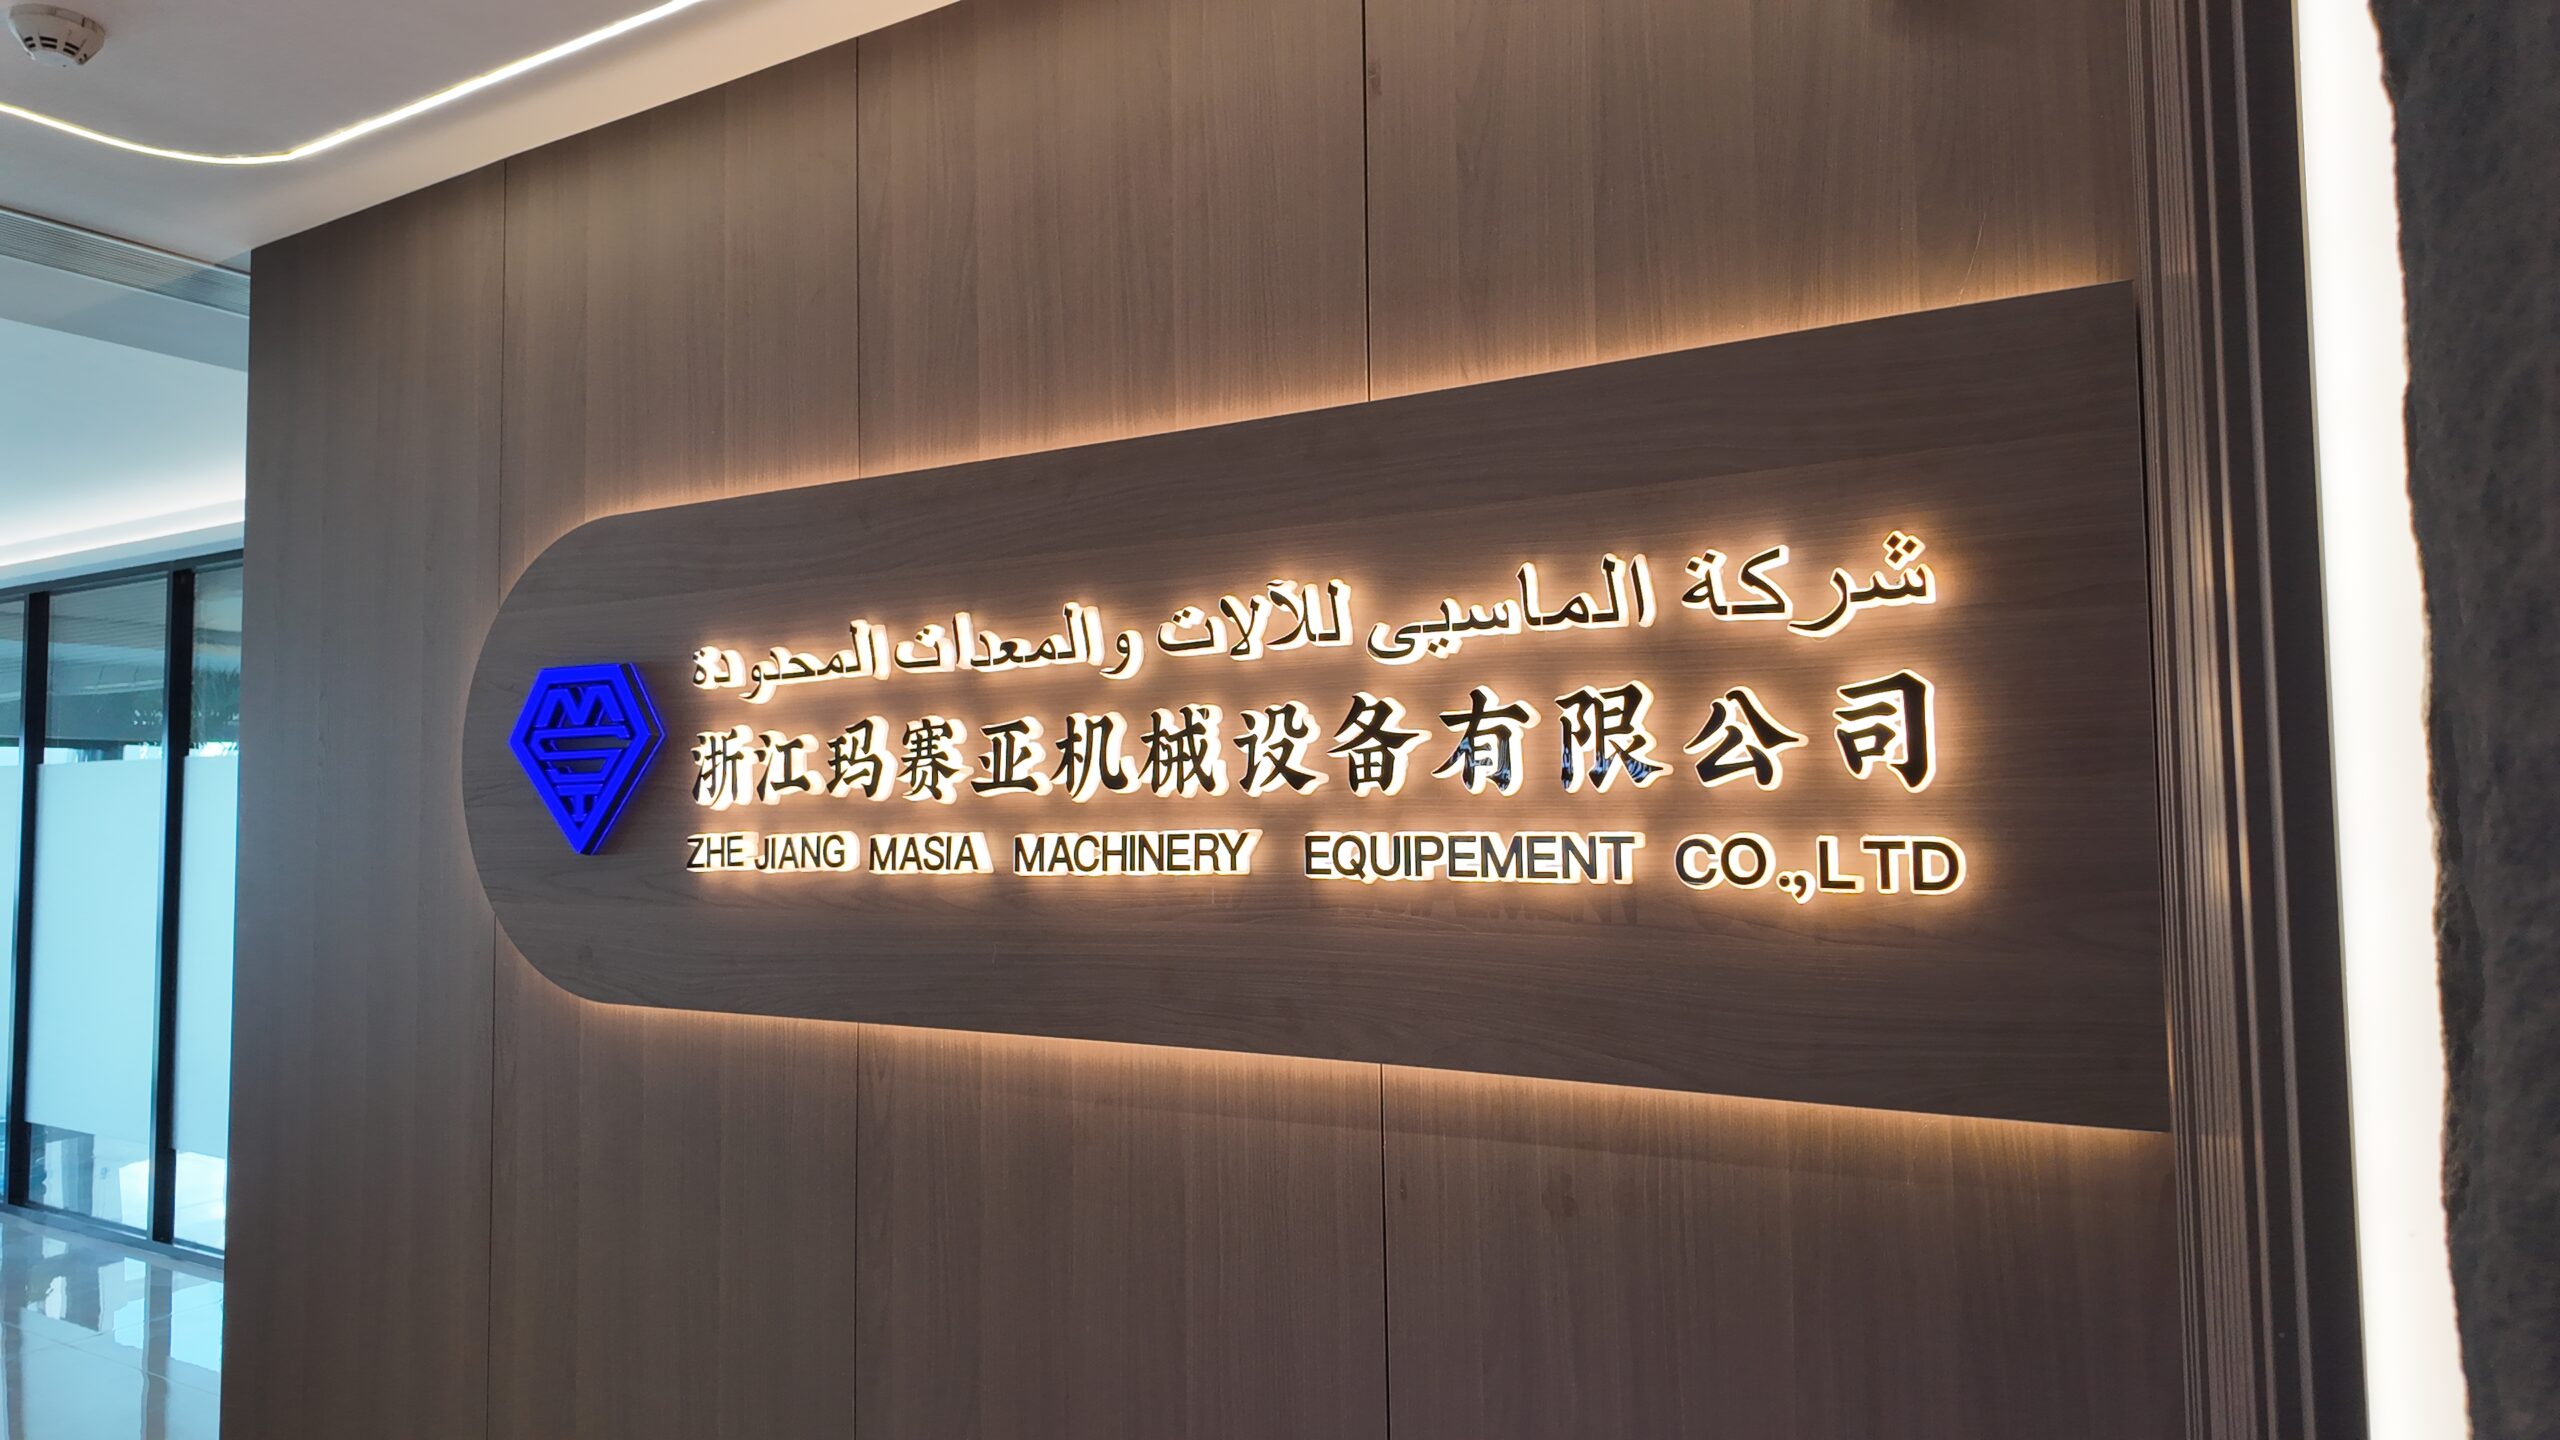 شركة الماسيي للآلات والمعدات المحدودة
浙江玛赛亚机械设备有限公司
ZHE JIANG MASIA MACHINERY EQUIPEMENT CO.,LTD